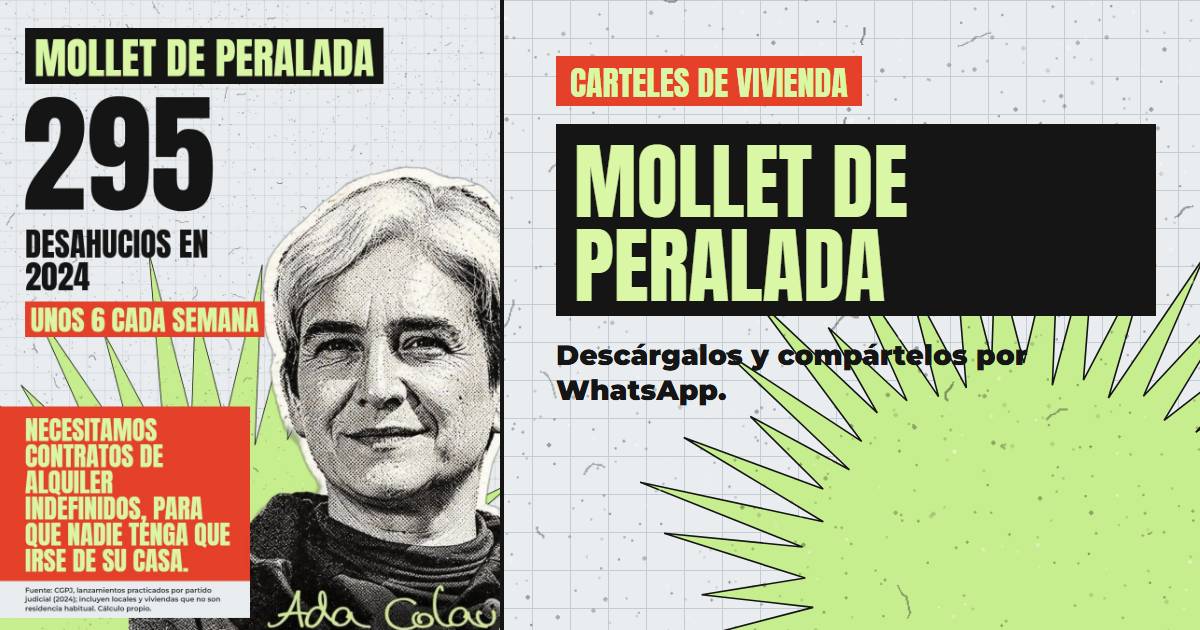 MOLLET DE PERALADA
295
DESAHUCIOS EN
2024
UNOS 6 CADA SEMANA
NECESITAMOS
CONTRATOS DE
ALQUILER
INDEFINIDOS, PARA
QUE NADIE TENGA QUE
IRSE DE SU CASA.
Fuente: CGPJ, lanzamientos practicados por partido
judicial (2024); incluyen locales y viviendas que no son
residencia habitual. Cálculo propio.
Ada Colau
CARTELES DE VIVIENDA
MOLLET DE
PERALADA
Descárgalos y compártelos por
WhatsApp.